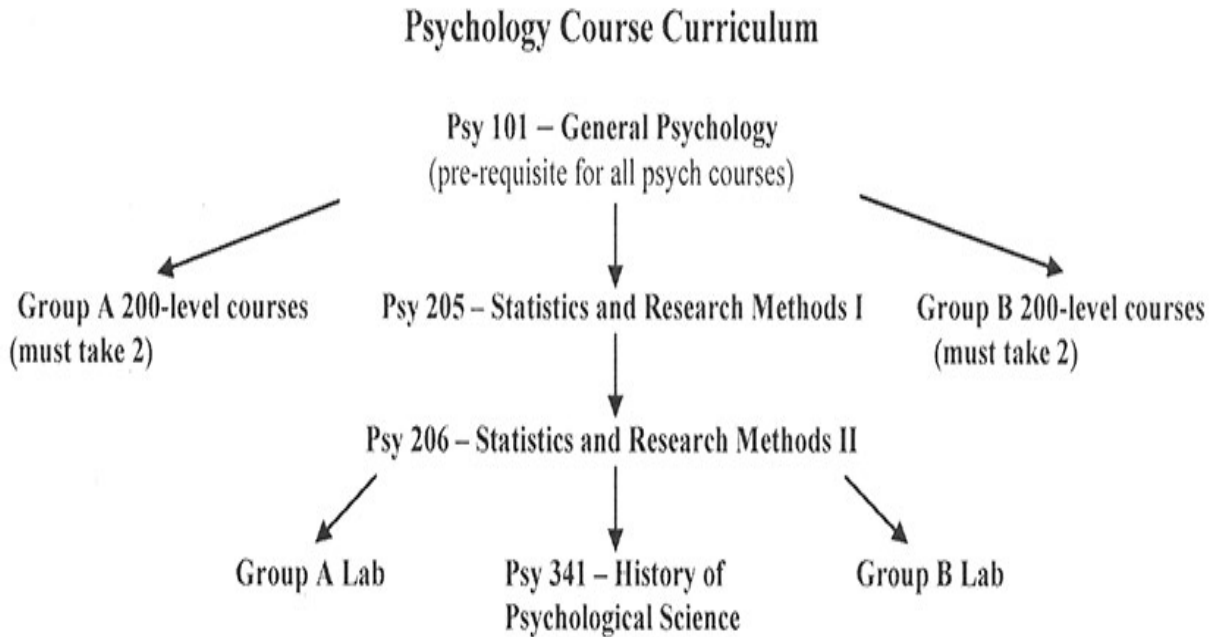 Psychology Course Curriculum
Psy 101 – General Psychology
(pre-requisite for all psych courses)
Group A 200-level courses
(must take 2)
Psy 205 – Statistics and Research Methods I
Group B 200-level courses
(must take 2)
Psy 206 – Statistics and Research Methods II
Group A Lab
Psy 341 – History of
Psychological Science
Group B Lab